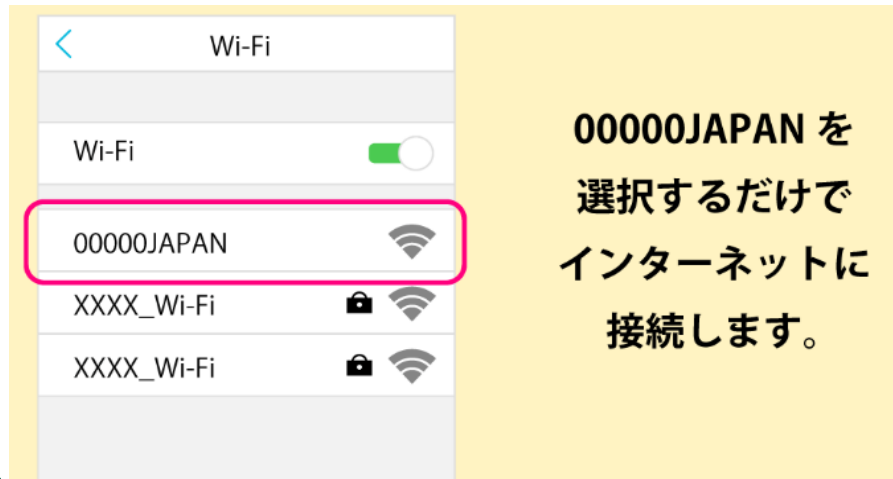 Wi-Fi
Wi-Fi
00000JAPAN
XXXX_Wi-Fi
XXXX_Wi-Fi
00000JAPAN を
選択するだけで
インターネットに
接続します。